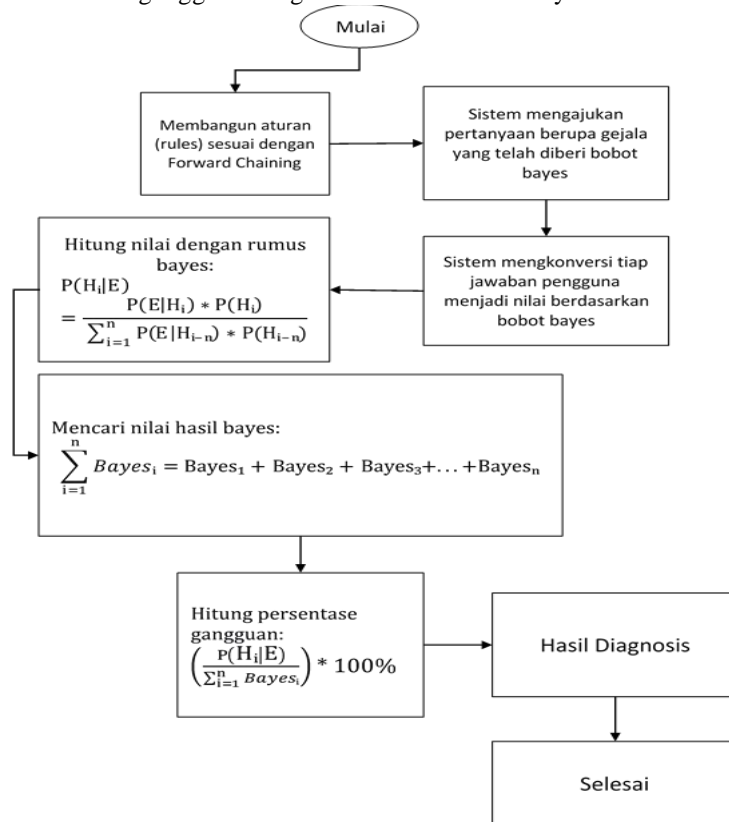 Mulai
Membangun aturan
(rules) sesuai dengan
Forward Chaining
Sistem mengajukan
pertanyaan berupa gejala
yang telah diberi bobot
bayes
Sistem mengkonversi tiap
jawaban pengguna
menjadi nilai berdasarkan
bobot bayes
Hitung nilai dengan rumus
bayes:
P(Hᵢ|E)
= P(E|Hᵢ) * P(Hᵢ) / ∑ⁿᵢ₌₁ P(E|Hᵢ₋ₙ) * P(Hᵢ₋ₙ)
Mencari nilai hasil bayes:
∑ⁿᵢ₌₁ Bayesᵢ = Bayes₁ + Bayes₂ + Bayes₃+…+Bayesₙ
Hitung persentase
gangguan:
(P(Hᵢ|E) / ∑ⁿᵢ₌₁ Bayesᵢ) * 100%
Hasil Diagnosis
Selesai